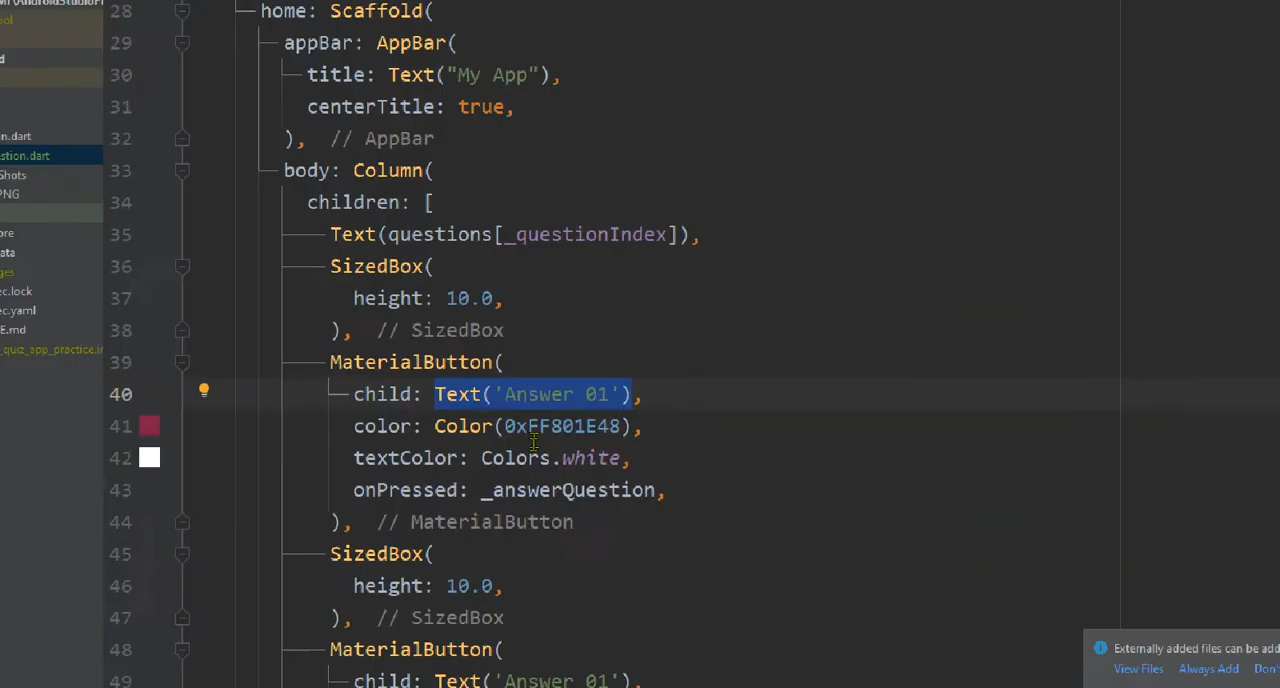 28 home: Scaffold(
29 appBar: AppBar(
30 title: Text("My App"),
31 centerTitle: true,
32 ), // AppBar
33 body: Column(
34 children: [
35 Text(questions[_questionIndex]),
36 SizedBox(
37 height: 10.0,
38 ), // SizedBox
39 MaterialButton(
40 child: Text('Answer 01'),
41 color: Color(0xFF801E48),
42 textColor: Colors.white,
43 onPressed: _answerQuestion,
44 ), // MaterialButton
45 SizedBox(
46 height: 10.0,
47 ), // SizedBox
48 MaterialButton(
49 child: Text('Answer 01'),
n.dart
stion.dart
Shots
PNG
ore
ata
ges
ec.lock
ec.yaml
E.md
_quiz_app_practice.i
Externally added files can be add
View Files Always Add Don'